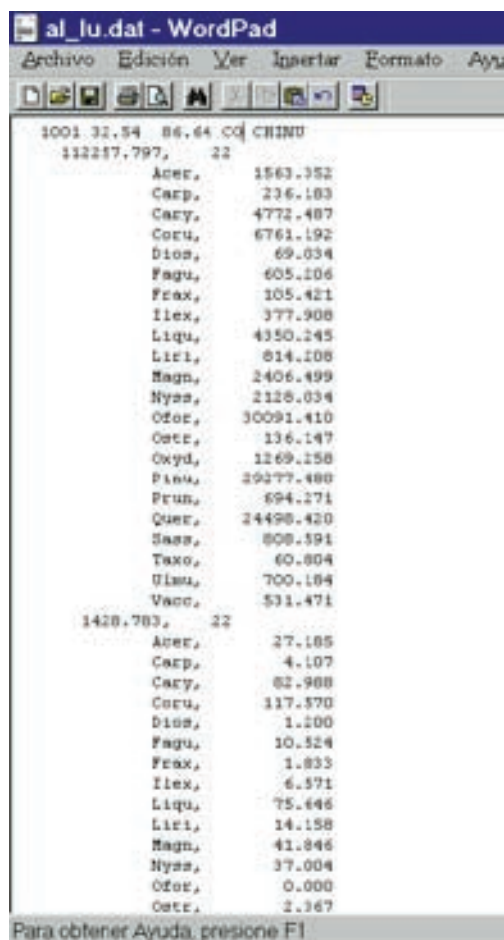 al_lu.dat - WordPad
Archivo Edición Ver Insertar Formato Ayu
1001 32.54 86.64 CO CHINU
112257.797, 22
Acer, 1563.352
Carp, 236.183
Cary, 4772.487
Coru, 6761.192
Dios, 69.034
Fagu, 605.206
Frax, 105.421
Ilex, 377.908
Liqu, 4350.245
Liri, 814.208
Magn, 2406.499
Nyss, 2128.034
Ofor, 30091.410
Ostr, 136.147
Oxyd, 1269.258
Pinu, 29277.480
Prun, 694.271
Quer, 24498.420
Sass, 808.591
Taxo, 60.804
Ulmu, 700.184
Vacc, 531.471
1428.783, 22
Acer, 27.185
Carp, 4.107
Cary, 82.988
Coru, 117.570
Dios, 1.200
Fagu, 10.524
Frax, 1.833
Ilex, 6.571
Liqu, 75.646
Liri, 14.158
Magn, 41.846
Nyss, 37.004
Ofor, 0.000
Ostr, 2.367
Para obtener Ayuda, presione F1